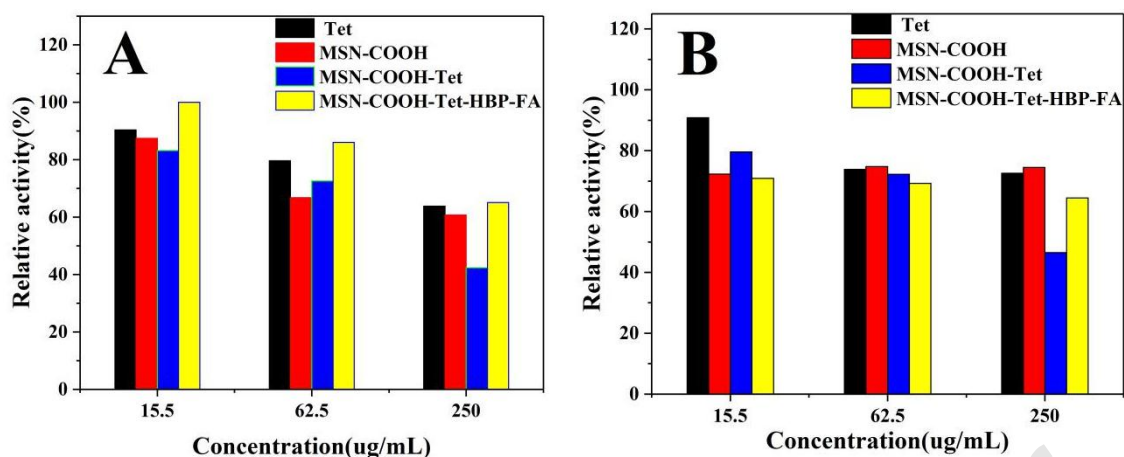 A
Tet
MSN-COOH
MSN-COOH-Tet
MSN-COOH-Tet-HBP-FA
Relative activity(%)
120
100
80
60
40
20
0
15.5 62.5 250
Concentration(ug/mL)
B
Tet
MSN-COOH
MSN-COOH-Tet
MSN-COOH-Tet-HBP-FA
Relative activity(%)
120
100
80
60
40
20
0
15.5 62.5 250
Concentration(ug/mL)